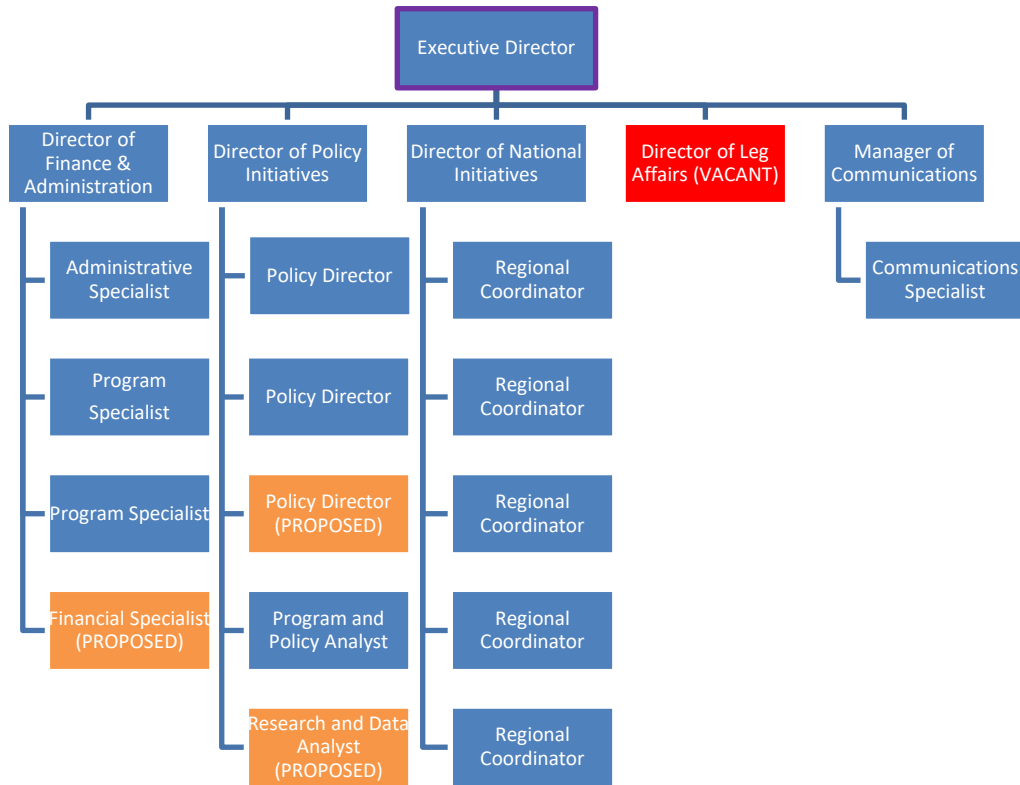 Executive Director
Director of
Finance &
Administration
Director of Policy
Initiatives
Director of National
Initiatives
Director of Leg
Affairs (VACANT)
Manager of
Communications
Administrative
Specialist
Program
Specialist
Program Specialist
Financial Specialist
(PROPOSED)
Policy Director
Policy Director
Policy Director
(PROPOSED)
Program and
Policy Analyst
Research and Data
Analyst
(PROPOSED)
Regional
Coordinator
Regional
Coordinator
Regional
Coordinator
Regional
Coordinator
Regional
Coordinator
Communications
Specialist